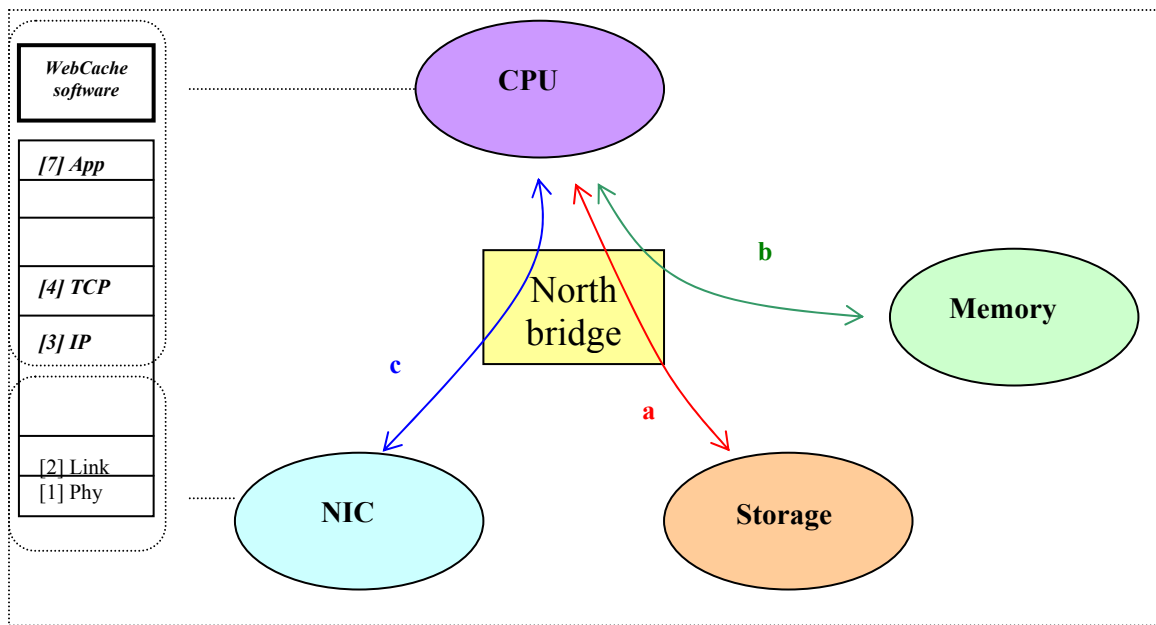 WebCache
software
[7] App
[4] TCP
[3] IP
[2] Link
[1] Phy
CPU
North
bridge
b
Memory
c
a
NIC
Storage